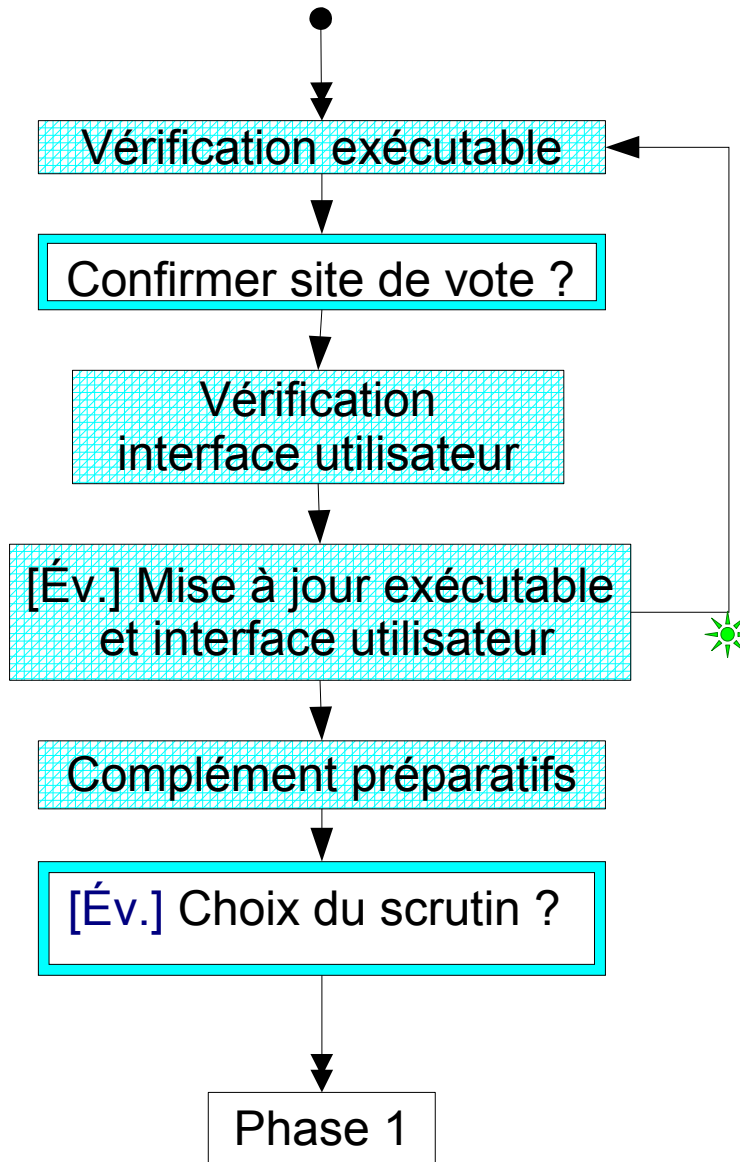 Vérification exécutable
Confirmer site de vote ?
Vérification
interface utilisateur
[Év.] Mise à jour exécutable
et interface utilisateur
Complément préparatifs
[Év.] Choix du scrutin ?
Phase 1